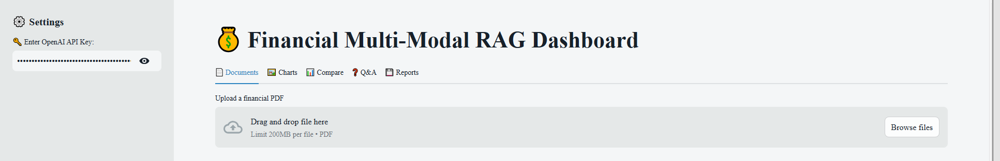 Settings
Enter OpenAI API Key:
••••••••••••••••••••••••••••••••••••••••
Financial Multi-Modal RAG Dashboard
Documents Charts Compare Q&A Reports
Upload a financial PDF
Drag and drop file here
Limit 200MB per file • PDF
Browse files